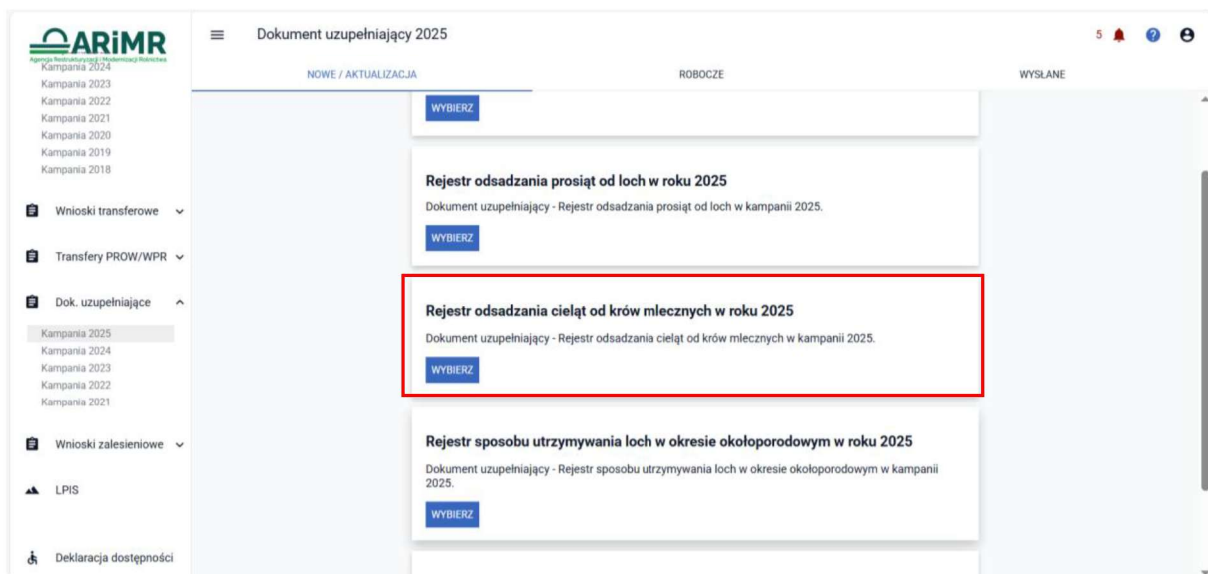 ARiMR
Agencja Restrukturyzacji i Modernizacji Rolnictwa
Kampania 2024
Kampania 2023
Kampania 2022
Kampania 2021
Kampania 2020
Kampania 2019
Kampania 2018
Wnioski transferowe
Transfery PROW/WPR
Dok. uzupełniające
Kampania 2025
Kampania 2024
Kampania 2023
Kampania 2022
Kampania 2021
Wnioski zalesieniowe
LPIS
Deklaracja dostępności
Dokument uzupełniający 2025
5
NOWE / AKTUALIZACJA
ROBOCZE
WYSŁANE
WYBIERZ
Rejestr odsadzania prosiąt od loch w roku 2025
Dokument uzupełniający - Rejestr odsadzania prosiąt od loch w kampanii 2025.
WYBIERZ
Rejestr odsadzania cieląt od krów mlecznych w roku 2025
Dokument uzupełniający - Rejestr odsadzania cieląt od krów mlecznych w kampanii 2025.
WYBIERZ
Rejestr sposobu utrzymywania loch w okresie okołoporodowym w roku 2025
Dokument uzupełniający - Rejestr sposobu utrzymywania loch w okresie okołoporodowym w kampanii
2025.
WYBIERZ